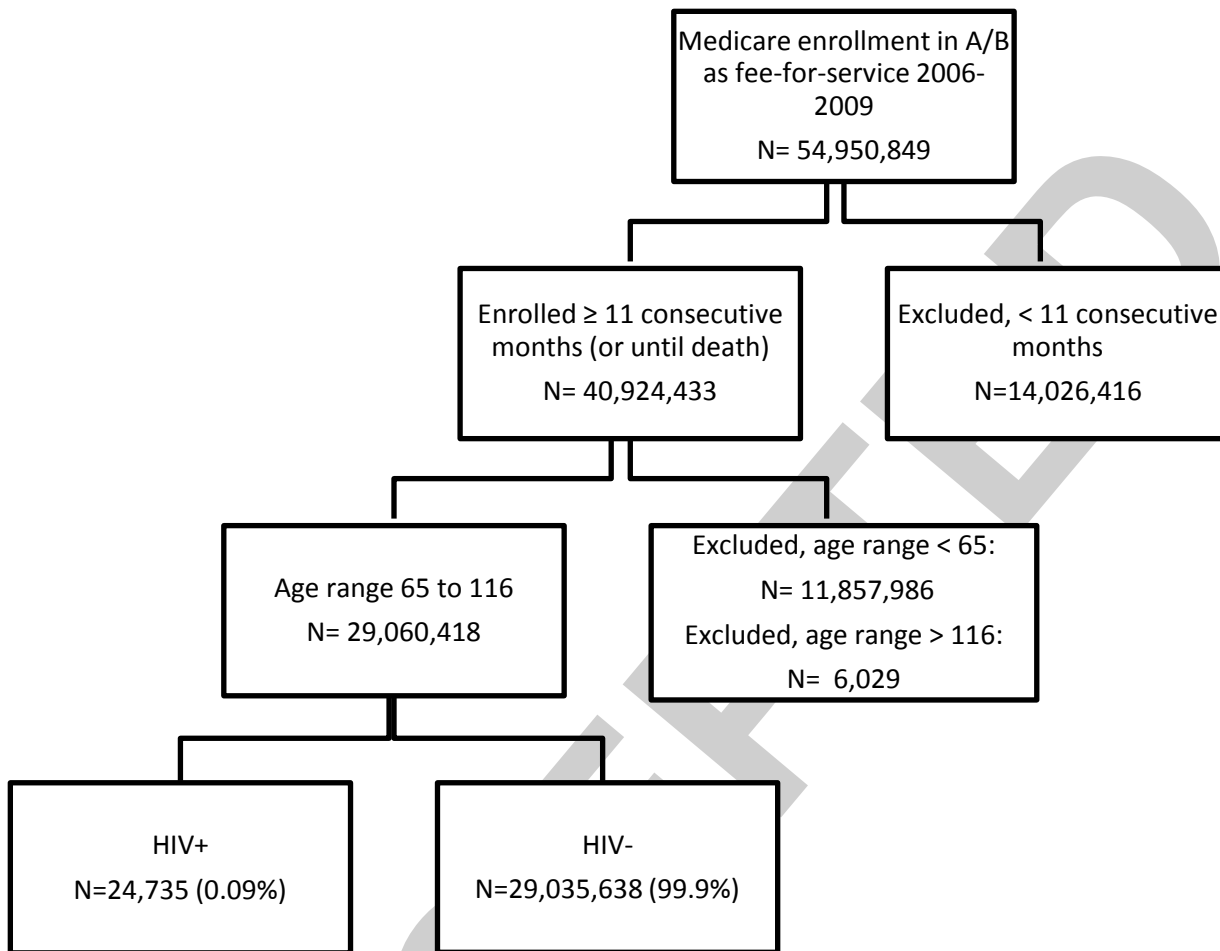 Medicare enrollment in A/B
as fee-for-service 2006-
2009
N= 54,950,849
Enrolled ≥ 11 consecutive
months (or until death)
N= 40,924,433
Excluded, < 11 consecutive
months
N=14,026,416
Age range 65 to 116
N= 29,060,418
Excluded, age range < 65:
N= 11,857,986
Excluded, age range > 116:
N=  6,029
HIV+
N=24,735 (0.09%)
HIV-
N=29,035,638 (99.9%)